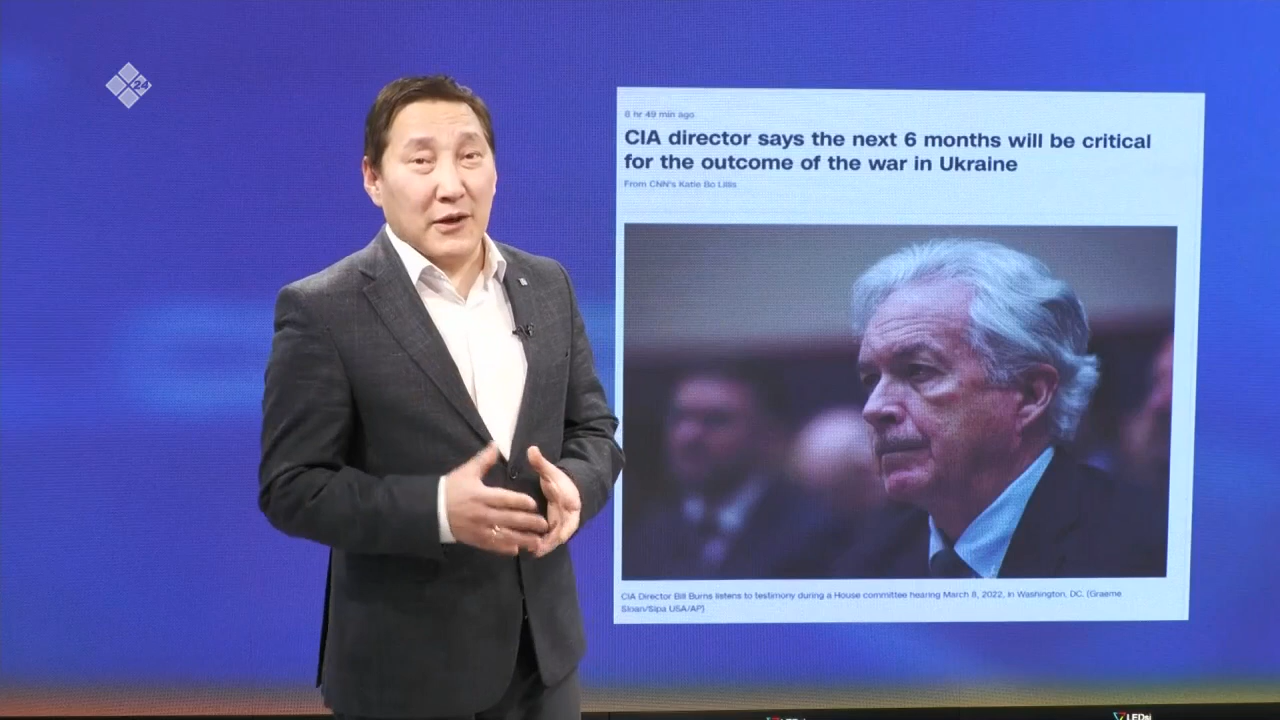 24
8 hr 49 min ago
CIA director says the next 6 months will be critical
for the outcome of the war in Ukraine
From CNN's Katie Bo Lillis
CIA Director Bill Burns listens to testimony during a House committee hearing March 8, 2022, in Washington, DC. (Graeme
Sloan/Sipa USA/AP)
LEDsi